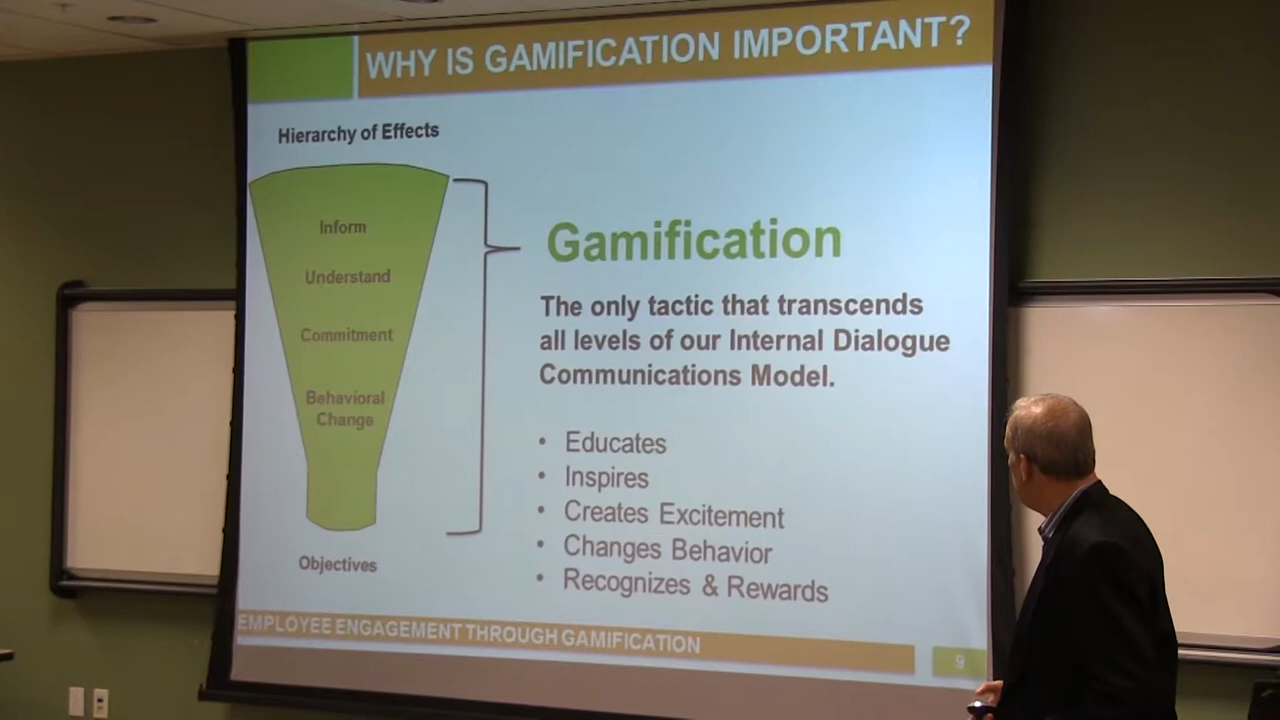 WHY IS GAMIFICATION IMPORTANT?
Hierarchy of Effects
Inform
Understand
Commitment
Behavioral
Change
Objectives
Gamification
The only tactic that transcends
all levels of our Internal Dialogue
Communications Model.
• Educates
• Inspires
• Creates Excitement
• Changes Behavior
• Recognizes & Rewards
EMPLOYEE ENGAGEMENT THROUGH GAMIFICATION
9